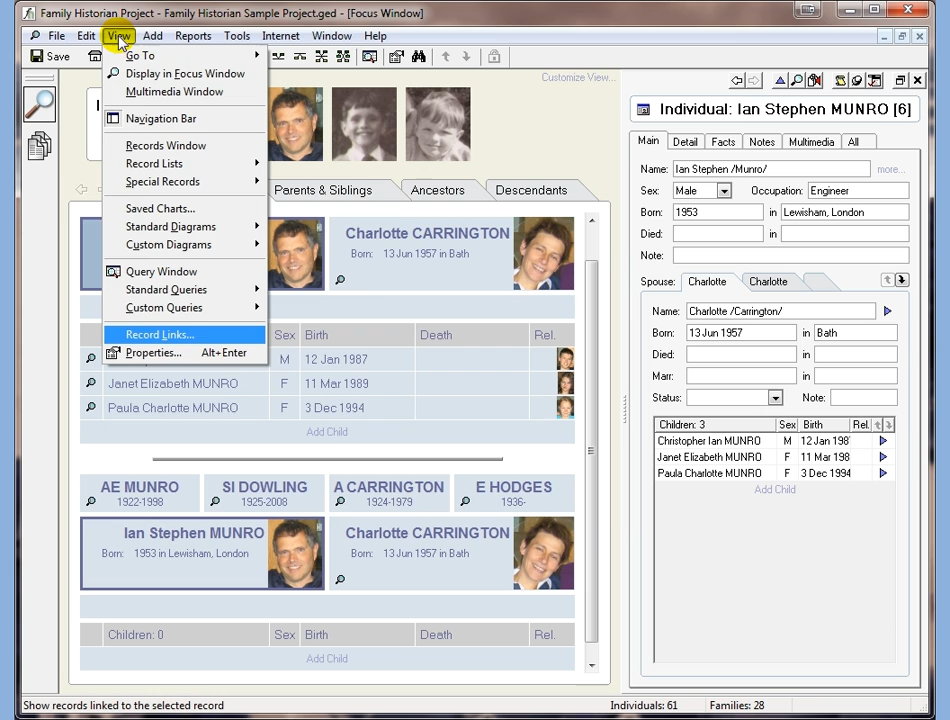 Family Historian Project - Family Historian Sample Project.ged - [Focus Window]
File Edit View Add Reports Tools Internet Window Help
Save
Go To
Display in Focus Window
Multimedia Window
Navigation Bar
Records Window
Record Lists
Special Records
Saved Charts...
Standard Diagrams
Custom Diagrams
Query Window
Standard Queries
Custom Queries
Record Links...
Properties... Alt+Enter
Customize View...
Parents & Siblings Ancestors Descendants
Charlotte CARRINGTON
Born: 13 Jun 1957 in Bath
Sex Birth Death Rel.
M 12 Jan 1987
Janet Elizabeth MUNRO F 11 Mar 1989
Paula Charlotte MUNRO F 3 Dec 1994
Add Child
AE MUNRO SI DOWLING A CARRINGTON E HODGES
1922-1998 1925-2008 1924-1979 1936-
Ian Stephen MUNRO Charlotte CARRINGTON
Born: 1953 in Lewisham, London Born: 13 Jun 1957 in Bath
Children: 0 Sex Birth Death Rel.
Add Child
Individual: Ian Stephen MUNRO [6]
Main Detail Facts Notes Multimedia All
Name: Ian Stephen /Munro/ more...
Sex: Male Occupation: Engineer
Born: 1953 in Lewisham, London
Died: in
Note:
Spouse: Charlotte Charlotte
Name: Charlotte /Carrington/
Born: 13 Jun 1957 in Bath
Died: in
Marr: in
Status: Note:
Children: 3 Sex Birth Rel.
Christopher Ian MUNRO M 12 Jan 198
Janet Elizabeth MUNRO F 11 Mar 198
Paula Charlotte MUNRO F 3 Dec 1994
Add Child
Show records linked to the selected record Individuals: 61 Families: 28